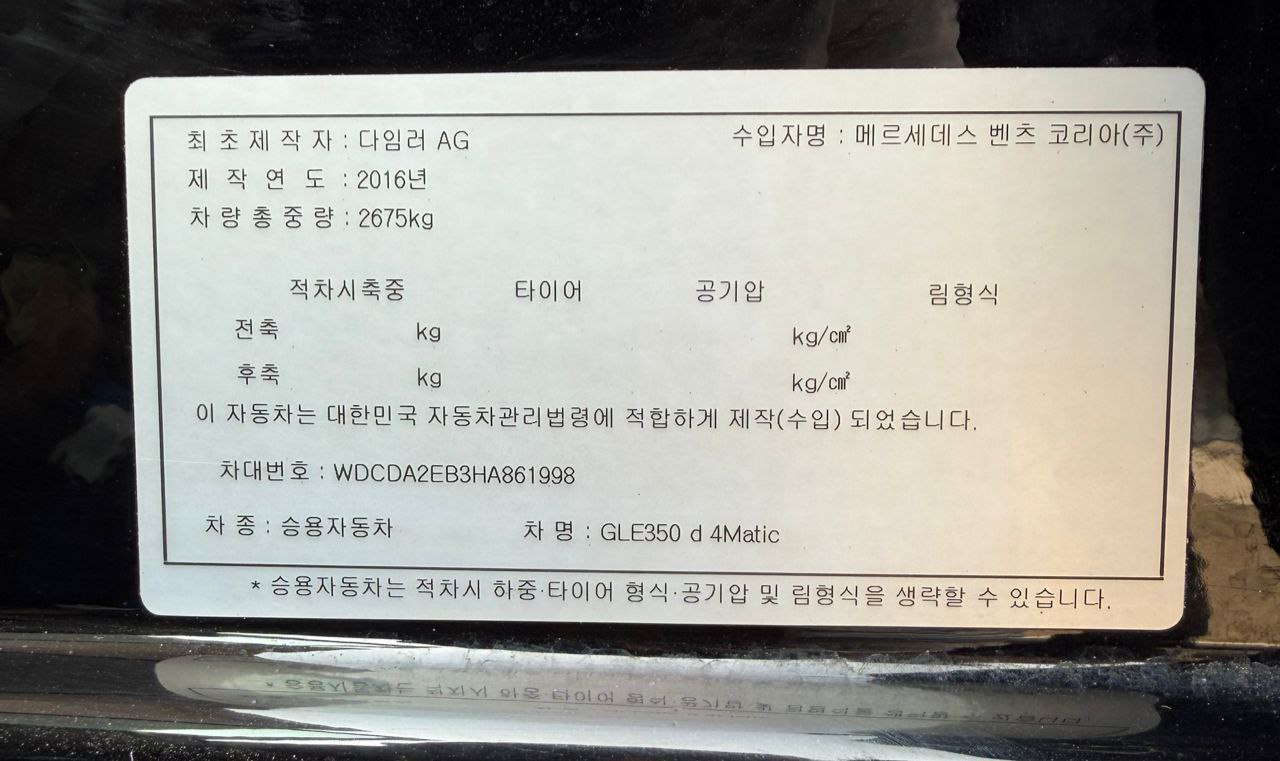 최초제작자 : 다임러 AG 수입자명 : 메르세데스 벤츠 코리아(주)
제 작 연 도 : 2016년
차량총중량 : 2675kg
적차시축중 타이어 공기압 림형식
전축 kg kg/㎠
후축 kg kg/㎠
이 자동차는 대한민국 자동차관리법령에 적합하게 제작(수입) 되었습니다.
차대번호 : WDCDA2EB3HA861998
차 종 : 승용자동차 차 명 : GLE350 d 4Matic
* 승용자동차는 적차시 하중·타이어 형식·공기압 및 림형식을 생략할 수 있습니다.